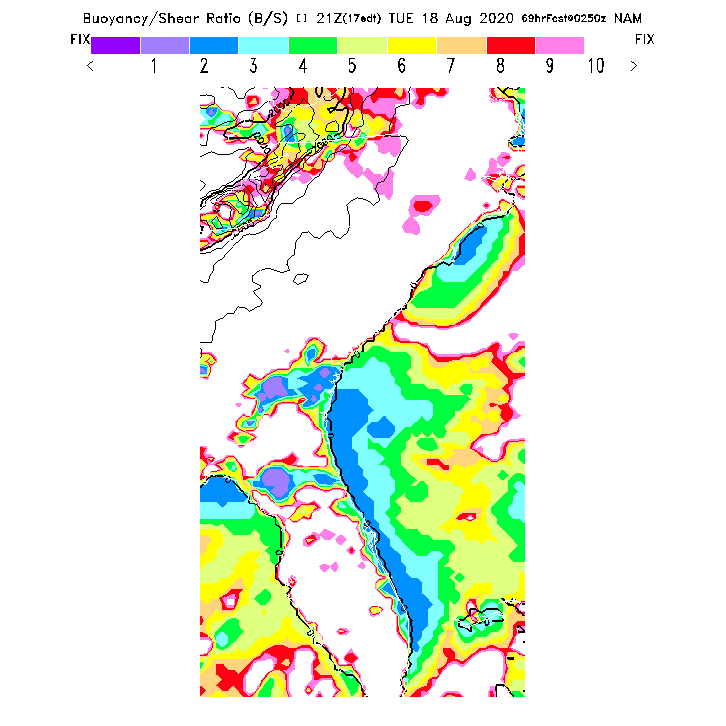 Buoyancy/Shear Ratio (B/S) [] 21Z(17edt) TUE 18 Aug 2020 69hrFcst@0250z NAM
FIX FIX
< 1 2 3 4 5 6 7 8 9 10 >